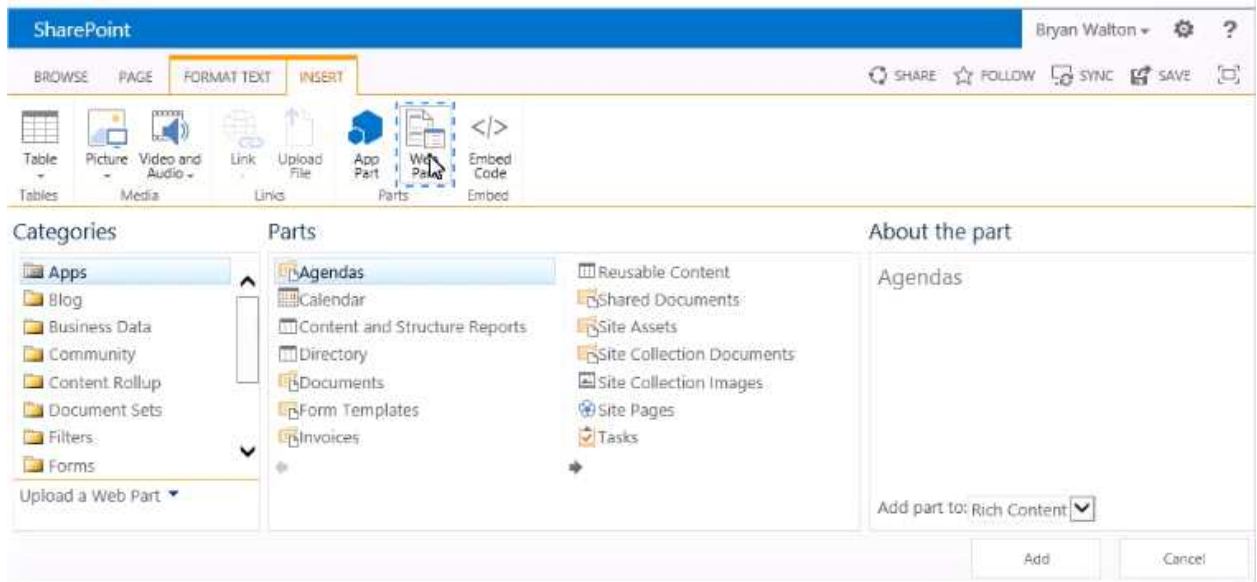 SharePoint
Bryan Walton
?
BROWSE PAGE FORMAT TEXT INSERT
SHARE FOLLOW SYNC SAVE
Table Picture Video and Audio Link Upload File App Part Web Part Embed Code
Tables Media Links Parts Embed
Categories
Apps
Blog
Business Data
Community
Content Rollup
Document Sets
Filters
Forms
Upload a Web Part
Parts
Agendas
Calendar
Content and Structure Reports
Directory
Documents
Form Templates
Invoices
Reusable Content
Shared Documents
Site Assets
Site Collection Documents
Site Collection Images
Site Pages
Tasks
About the part
Agendas
Add part to: Rich Content
Add Cancel